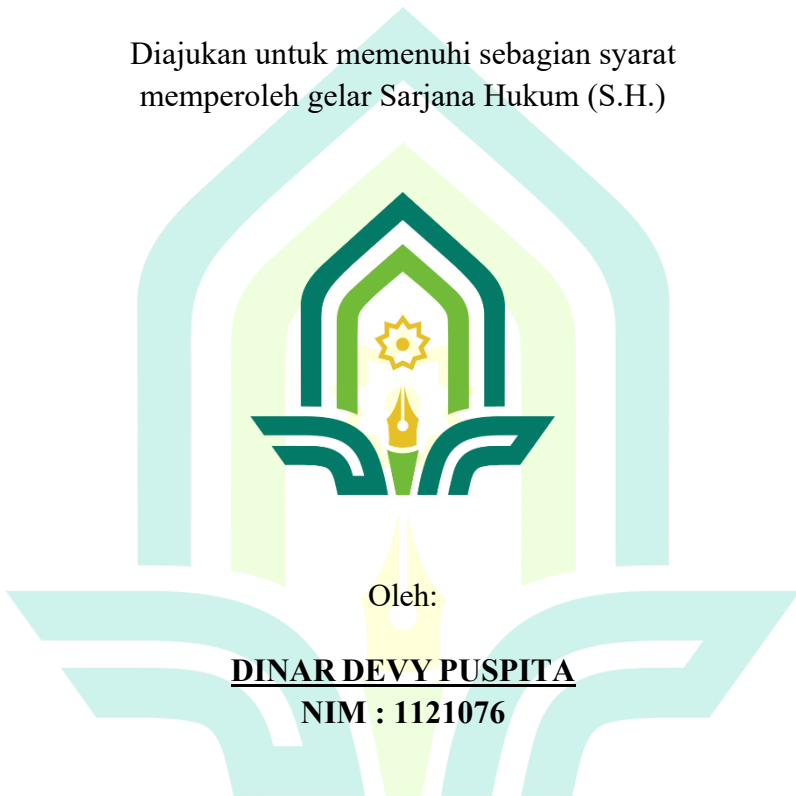 Diajukan untuk memenuhi sebagian syarat
memperoleh gelar Sarjana Hukum (S.H.)
Oleh:
DINAR DEVY PUSPITA
NIM : 1121076